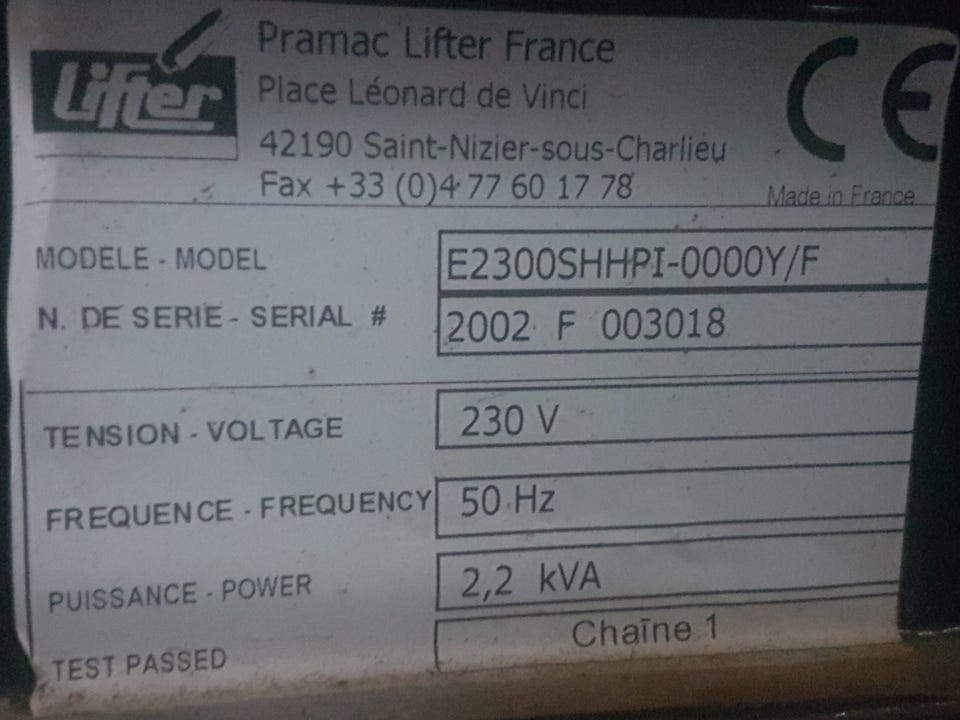 Lifter
Pramac Lifter France
Place Léonard de Vinci
42190 Saint-Nizier-sous-Charlieu
Fax +33 (0)4 77 60 17 78
CE
Made in France
MODELE - MODEL E2300SHHPI-0000Y/F
N. DE SERIE - SERIAL # 2002 F 003018
TENSION - VOLTAGE 230 V
FREQUENCE - FREQUENCY 50 Hz
PUISSANCE - POWER 2,2 kVA
TEST PASSED Chaîne 1